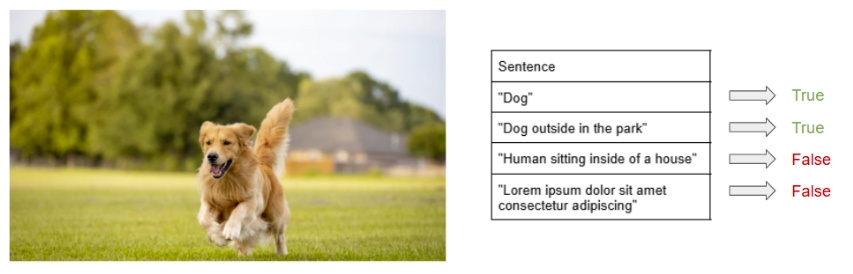 Sentence
"Dog"
True
"Dog outside in the park"
True
"Human sitting inside of a house"
False
"Lorem ipsum dolor sit amet
consectetur adipiscing"
False